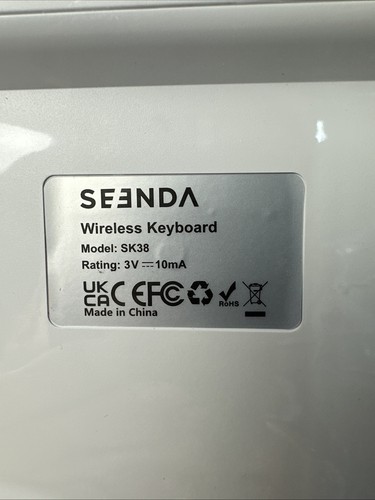 SEENDA
Wireless Keyboard
Model: SK38
Rating: 3V⎓10mA
UK CA CE FC RoHS
Made in China